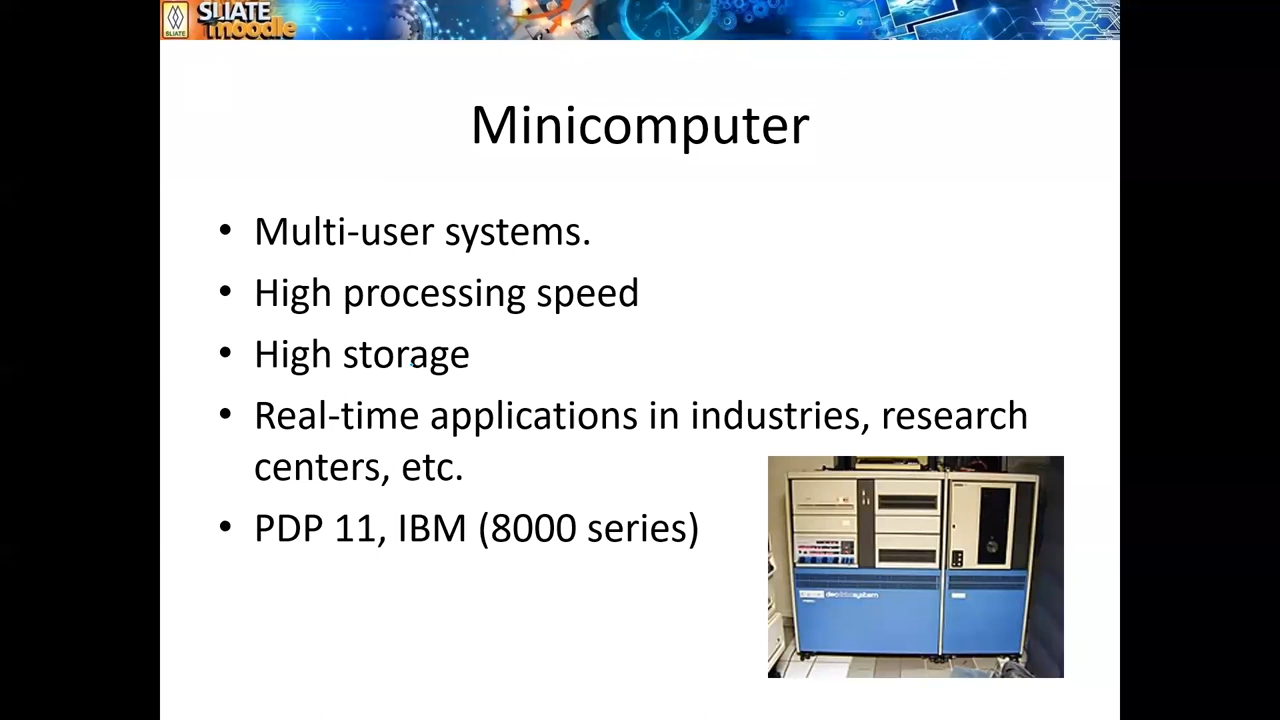 SLIATE
moodle
SLIATE
Minicomputer
• Multi-user systems.
• High processing speed
• High storage
• Real-time applications in industries, research
centers, etc.
• PDP 11, IBM (8000 series)